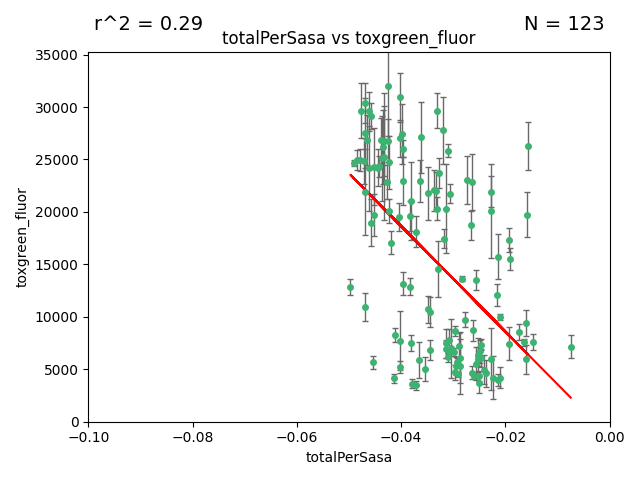 r^2 = 0.29
N = 123
totalPerSasa vs toxgreen_fluor
35000
30000
25000
20000
15000
10000
5000
0
toxgreen_fluor
−0.10
−0.08
−0.06
−0.04
−0.02
0.00
totalPerSasa